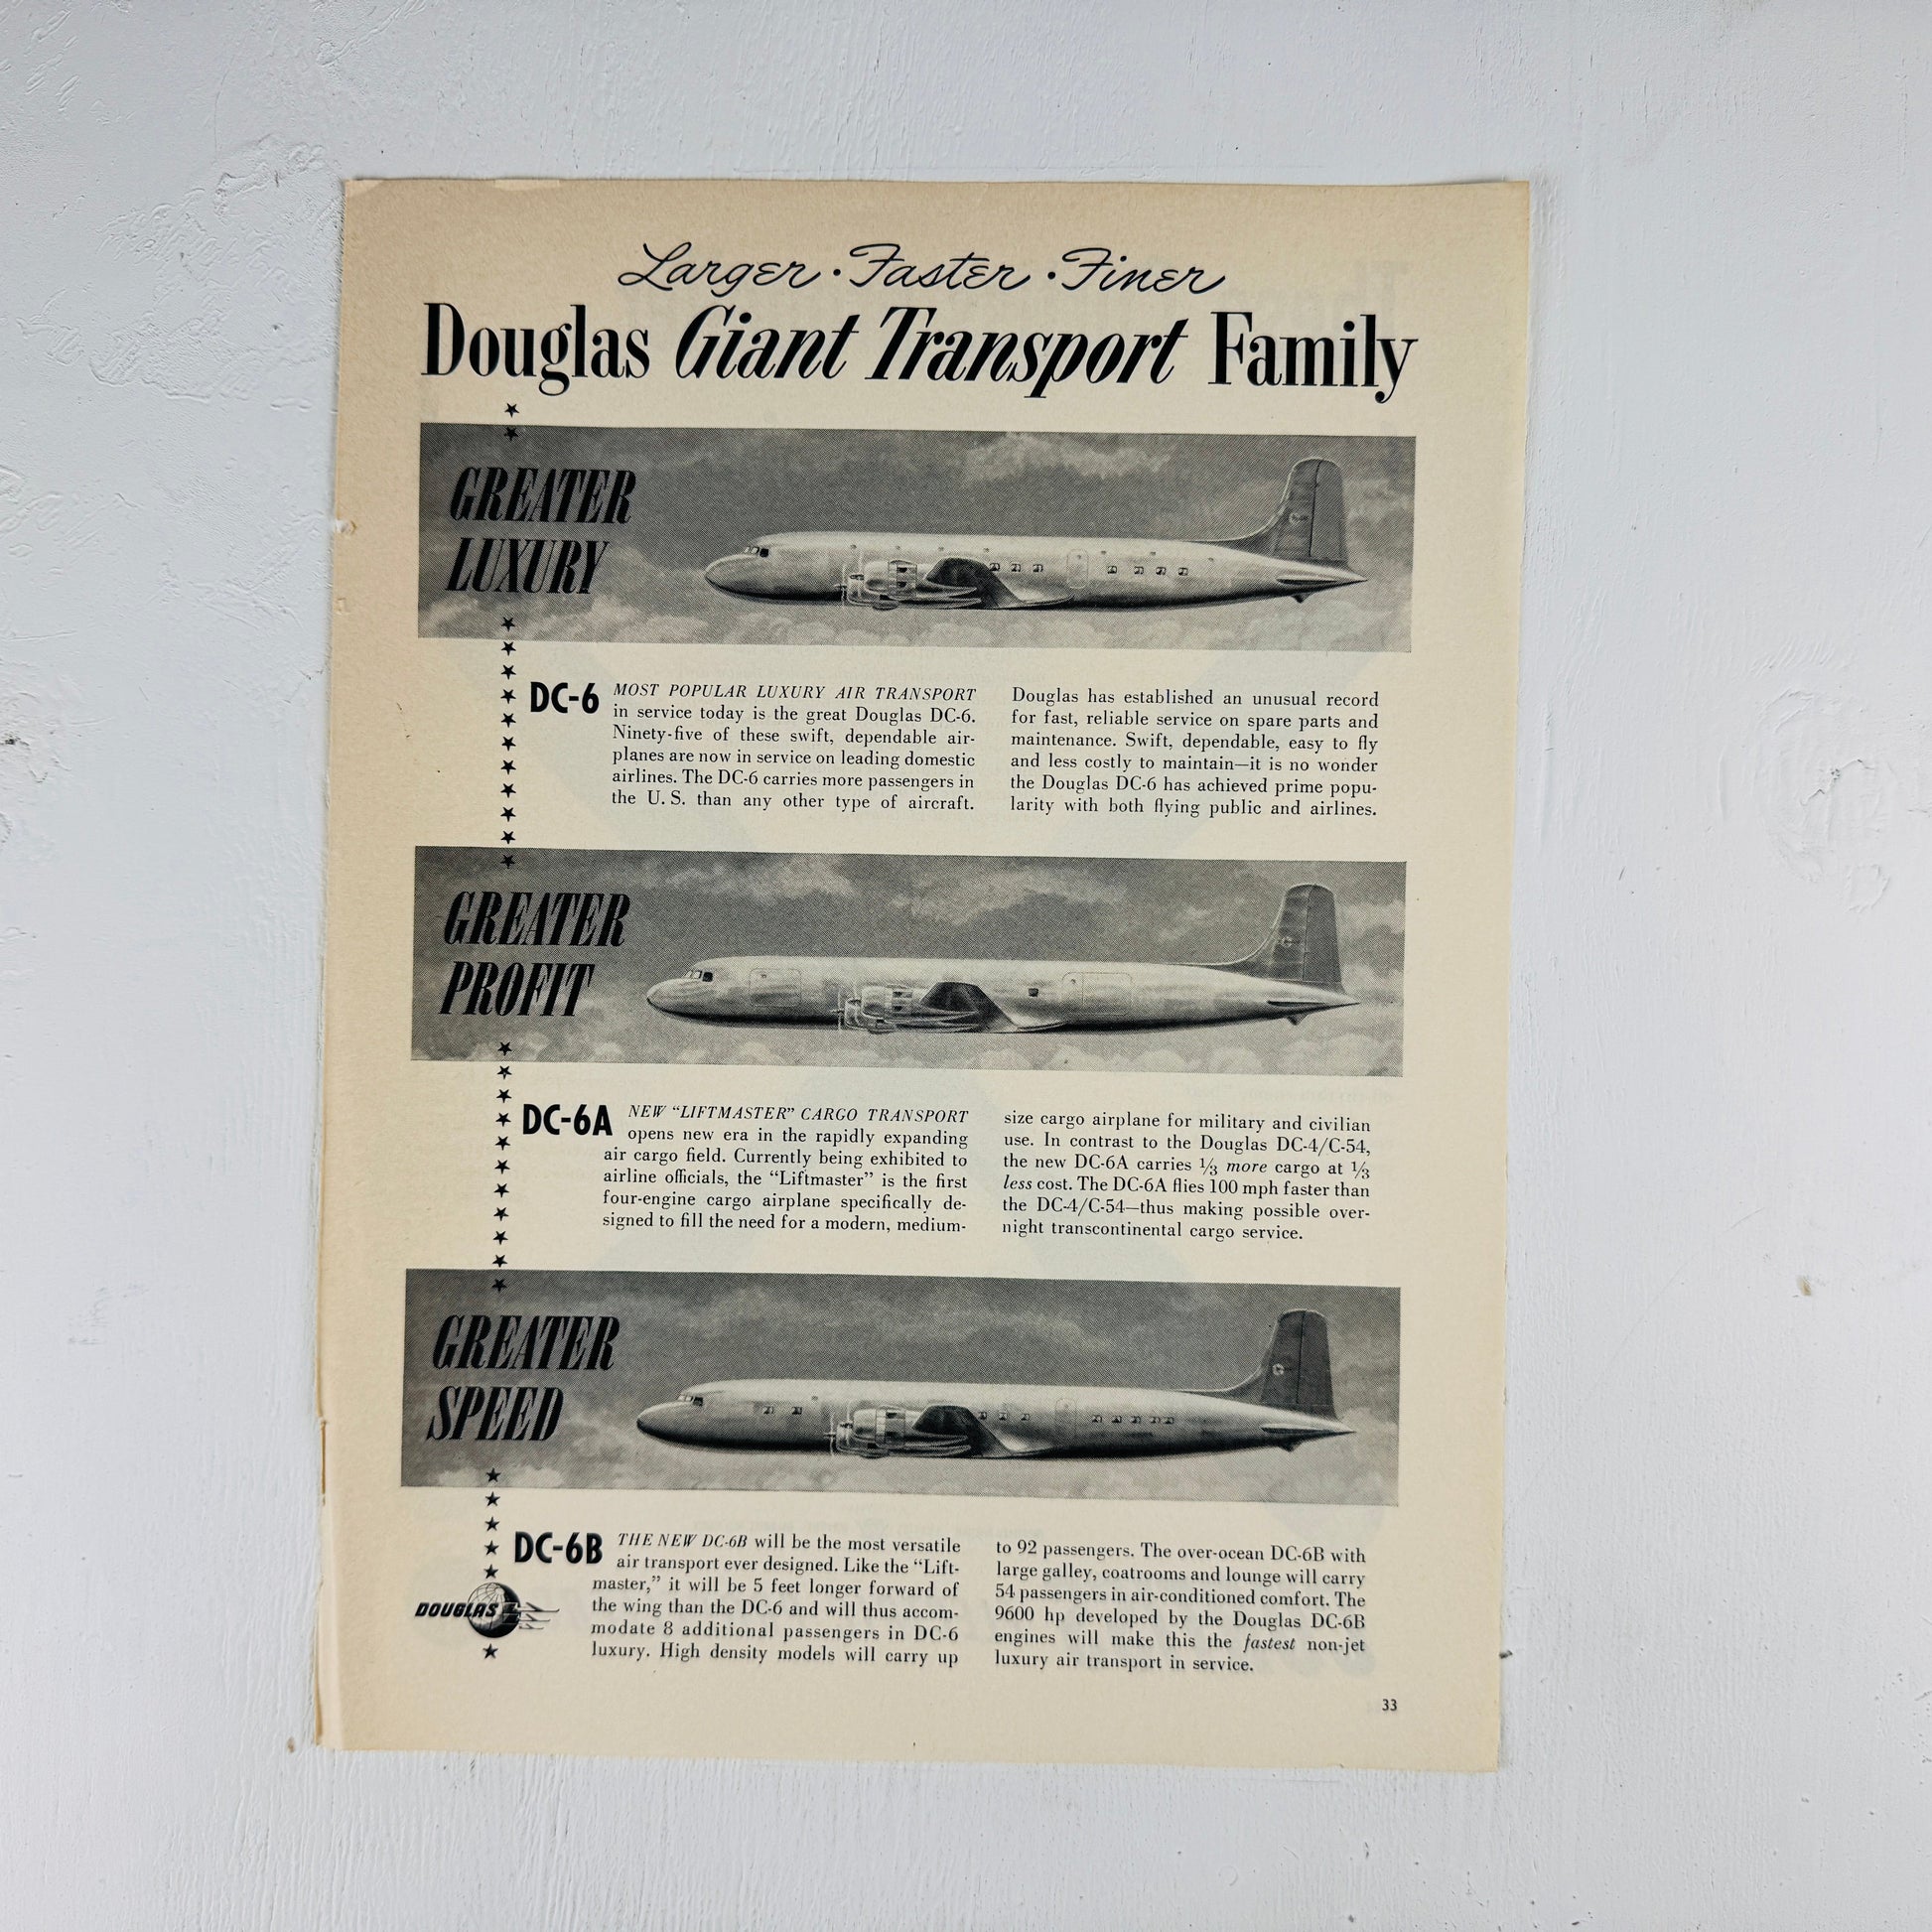 Larger · Faster · Finer
Douglas Giant Transport Family
GREATER
LUXURY
DC-6 MOST POPULAR LUXURY AIR TRANSPORT
in service today is the great Douglas DC-6.
Ninety-five of these swift, dependable air-
planes are now in service on leading domestic
airlines. The DC-6 carries more passengers in
the U. S. than any other type of aircraft.
Douglas has established an unusual record
for fast, reliable service on spare parts and
maintenance. Swift, dependable, easy to fly
and less costly to maintain—it is no wonder
the Douglas DC-6 has achieved prime popu-
larity with both flying public and airlines.
GREATER
PROFIT
DC-6A NEW “LIFTMASTER” CARGO TRANSPORT
opens new era in the rapidly expanding
air cargo field. Currently being exhibited to
airline officials, the “Liftmaster” is the first
four-engine cargo airplane specifically de-
signed to fill the need for a modern, medium-
size cargo airplane for military and civilian
use. In contrast to the Douglas DC-4/C-54,
the new DC-6A carries ⅓ more cargo at ⅓
less cost. The DC-6A flies 100 mph faster than
the DC-4/C-54—thus making possible over-
night transcontinental cargo service.
GREATER
SPEED
DC-6B THE NEW DC-6B will be the most versatile
air transport ever designed. Like the “Lift-
master,” it will be 5 feet longer forward of
the wing than the DC-6 and will thus accom-
modate 8 additional passengers in DC-6
luxury. High density models will carry up
to 92 passengers. The over-ocean DC-6B with
large galley, coatrooms and lounge will carry
54 passengers in air-conditioned comfort. The
9600 hp developed by the Douglas DC-6B
engines will make this the fastest non-jet
luxury air transport in service.
DOUGLAS
33